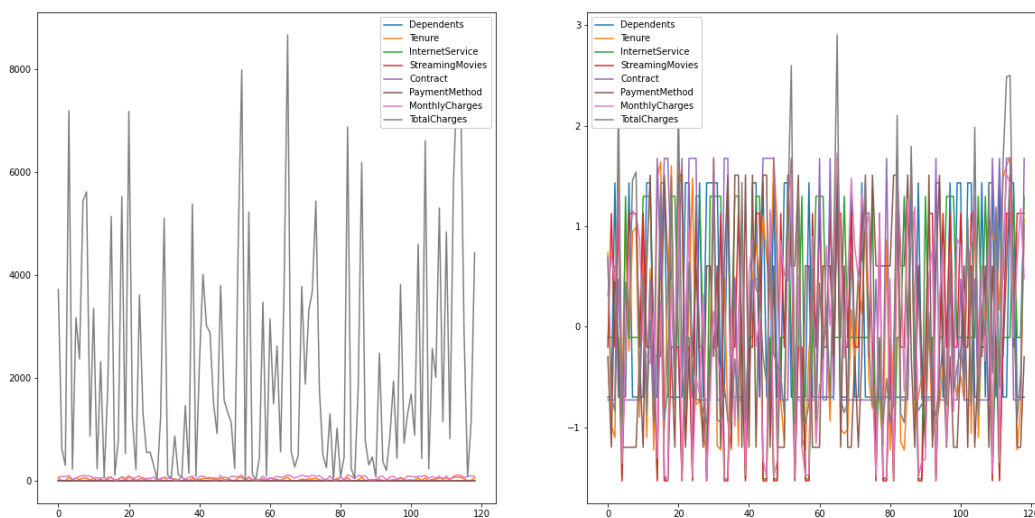 Dependents
Tenure
InternetService
StreamingMovies
Contract
PaymentMethod
MonthlyCharges
TotalCharges
8000
6000
4000
2000
0
0 20 40 60 80 100 120
Dependents
Tenure
InternetService
StreamingMovies
Contract
PaymentMethod
MonthlyCharges
TotalCharges
3
2
1
0
−1
0 20 40 60 80 100 120